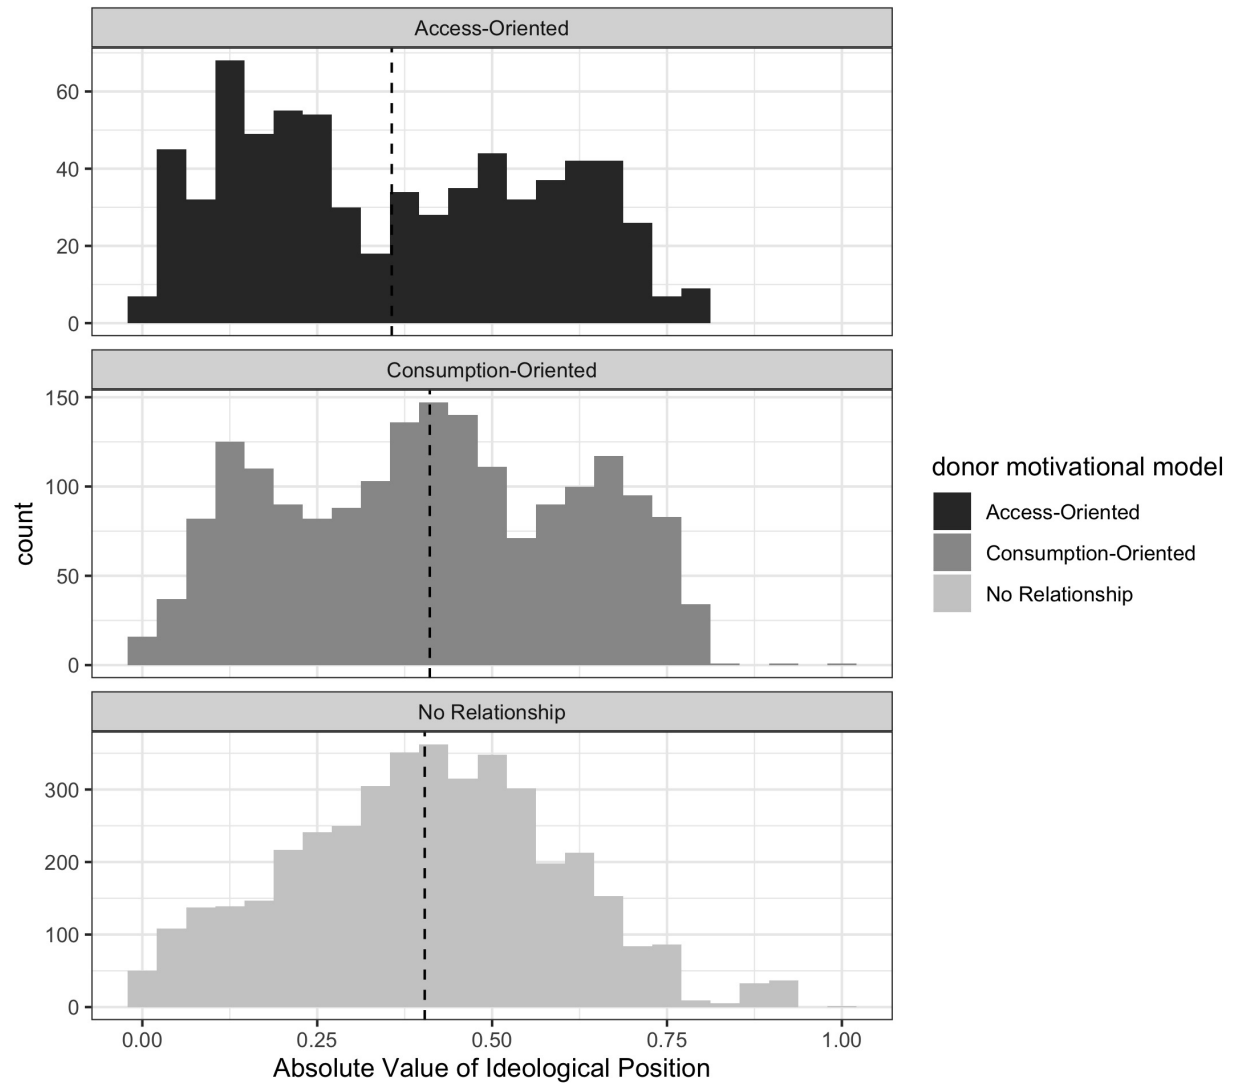 Access-Oriented
60
40
20
0
Consumption-Oriented
150
100
50
0
No Relationship
300
200
100
0
count
0.00 0.25 0.50 0.75 1.00
Absolute Value of Ideological Position
donor motivational model
Access-Oriented
Consumption-Oriented
No Relationship